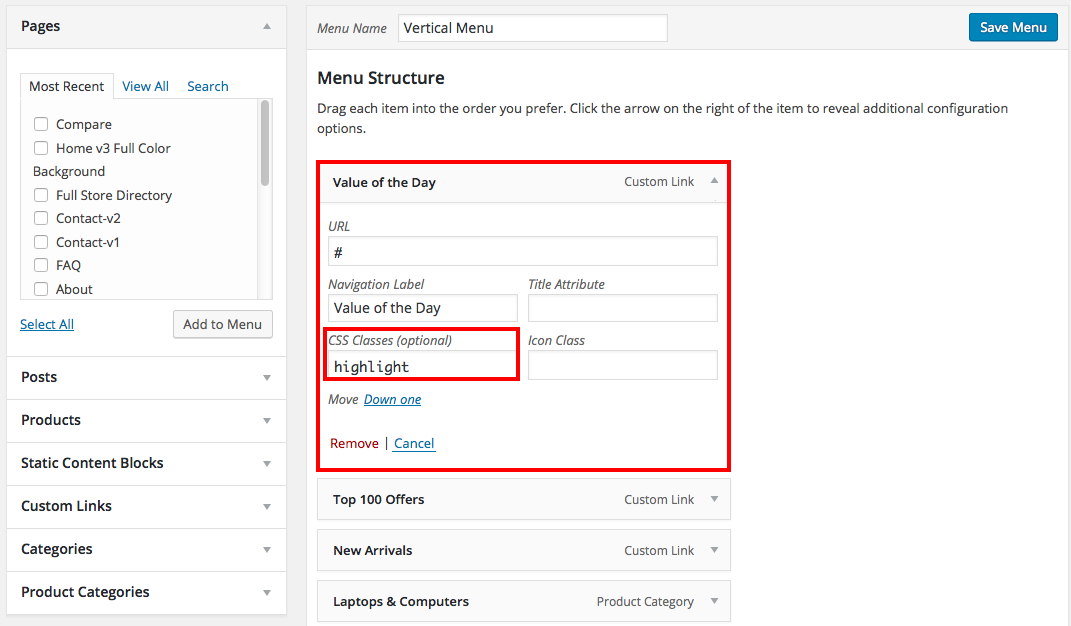 Pages
Most Recent View All Search
Compare
Home v3 Full Color
Background
Full Store Directory
Contact-v2
Contact-v1
FAQ
About
Select All Add to Menu
Posts
Products
Static Content Blocks
Custom Links
Categories
Product Categories
Menu Name Vertical Menu Save Menu
Menu Structure
Drag each item into the order you prefer. Click the arrow on the right of the item to reveal additional configuration
options.
Value of the Day Custom Link
URL
#
Navigation Label Title Attribute
Value of the Day
CSS Classes (optional) Icon Class
highlight
Move Down one
Remove | Cancel
Top 100 Offers Custom Link
New Arrivals Custom Link
Laptops & Computers Product Category